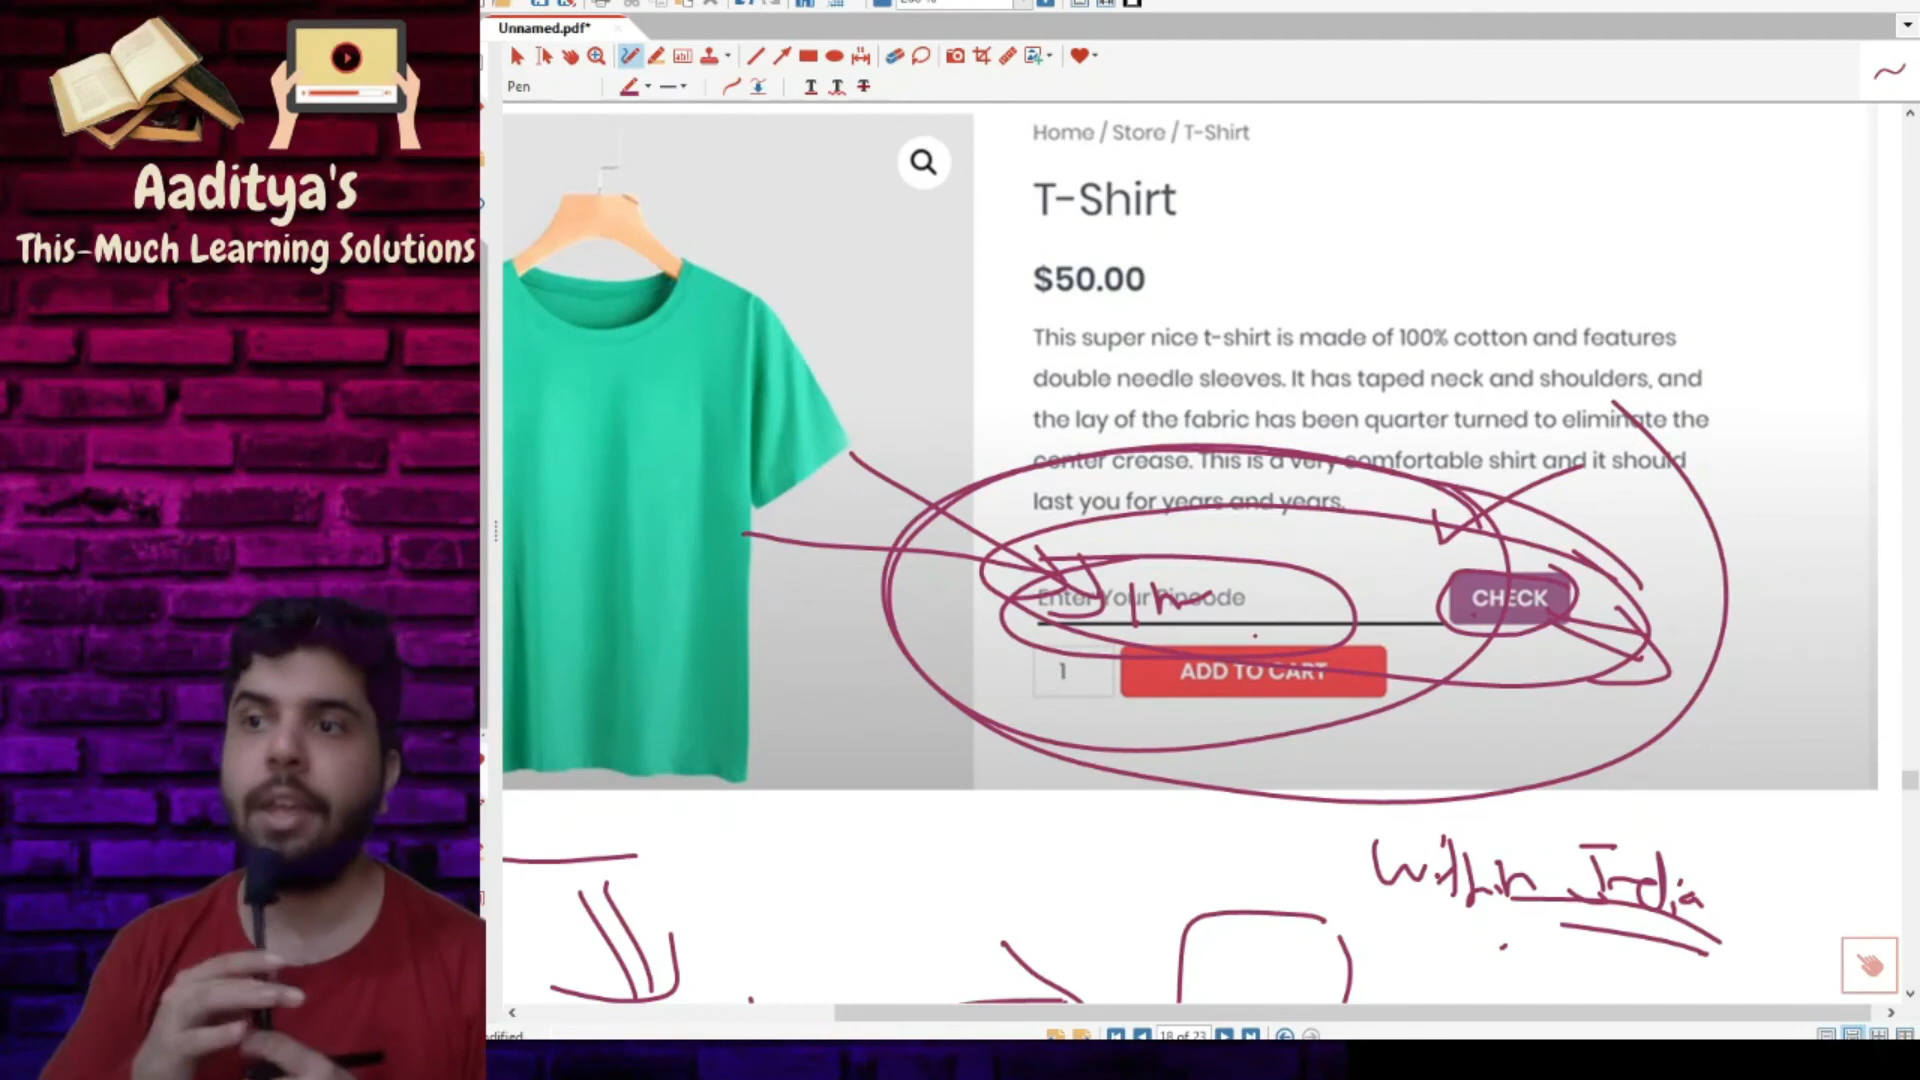 Aaditya's
This-Much Learning Solutions
Unnamed.pdf*
Pen
Home / Store / T-Shirt
T-Shirt
$50.00
This super nice t-shirt is made of 100% cotton and features
double needle sleeves. It has taped neck and shoulders, and
the lay of the fabric has been quarter turned to eliminate the
center crease. This is a very comfortable shirt and it should
last you for years and years.
Enter Your Pincode
CHECK
1
ADD TO CART
Within India
18 of 23